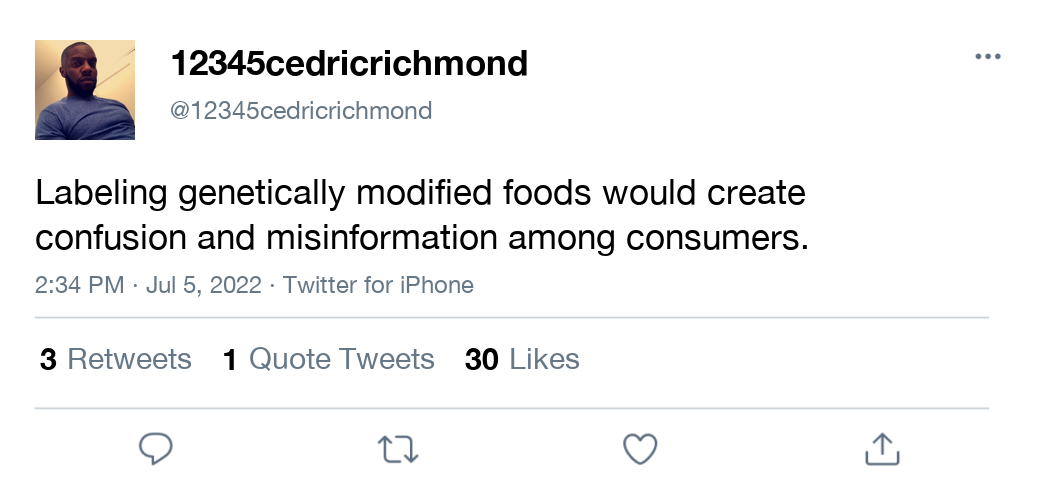 12345cedricrichmond
@12345cedricrichmond
Labeling genetically modified foods would create
confusion and misinformation among consumers.
2:34 PM · Jul 5, 2022 · Twitter for iPhone
3 Retweets 1 Quote Tweets 30 Likes